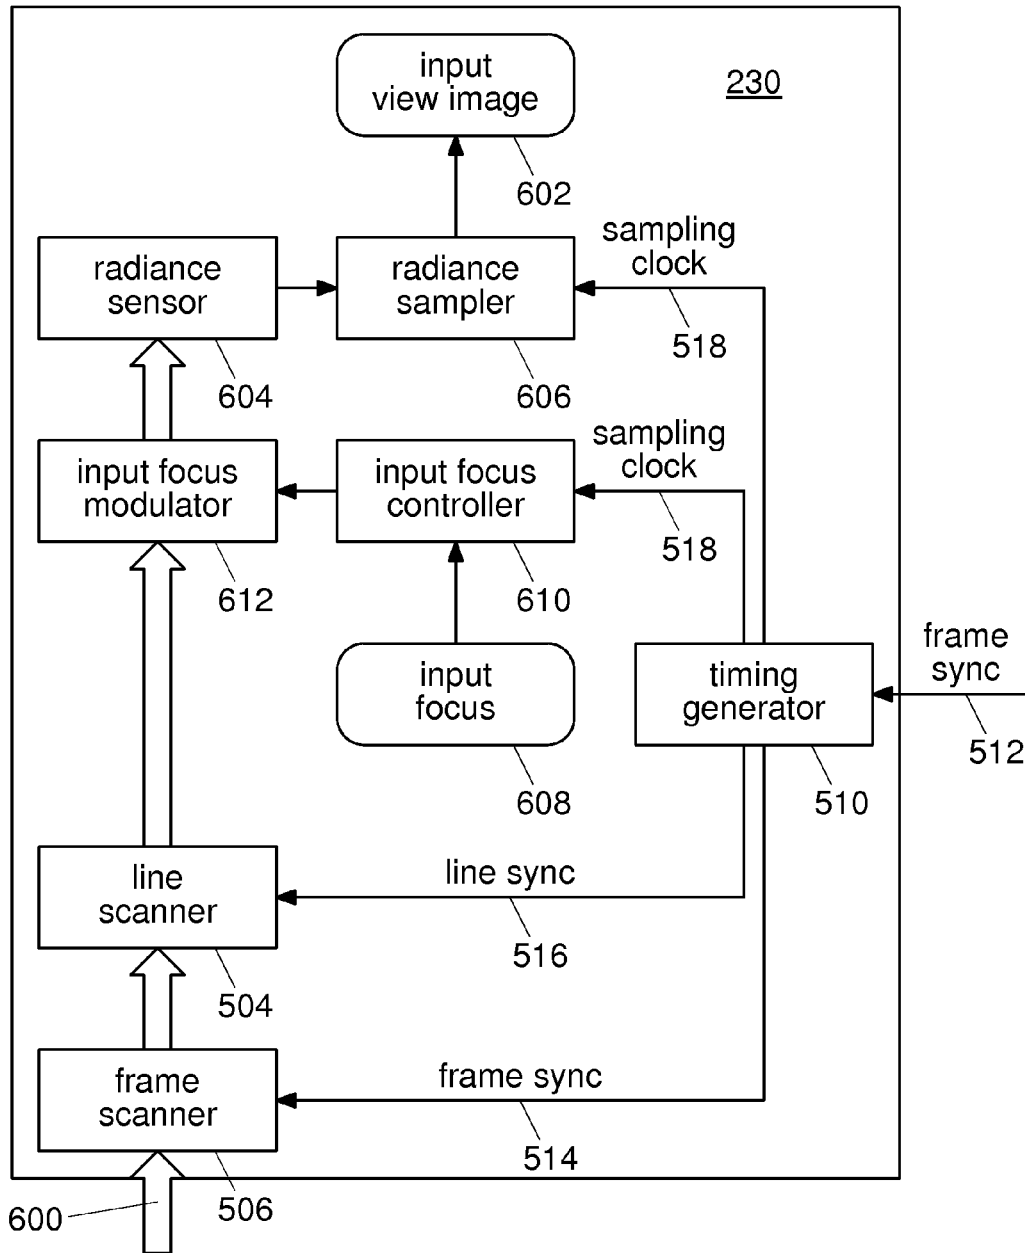 input
view image
230
602
sampling
clock
radiance
sensor
radiance
sampler
518
604
606
sampling
clock
input focus
modulator
input focus
controller
518
612
610
frame
sync
input
focus
timing
generator
512
608
510
line
scanner
line sync
516
504
frame
scanner
frame sync
514
600
506